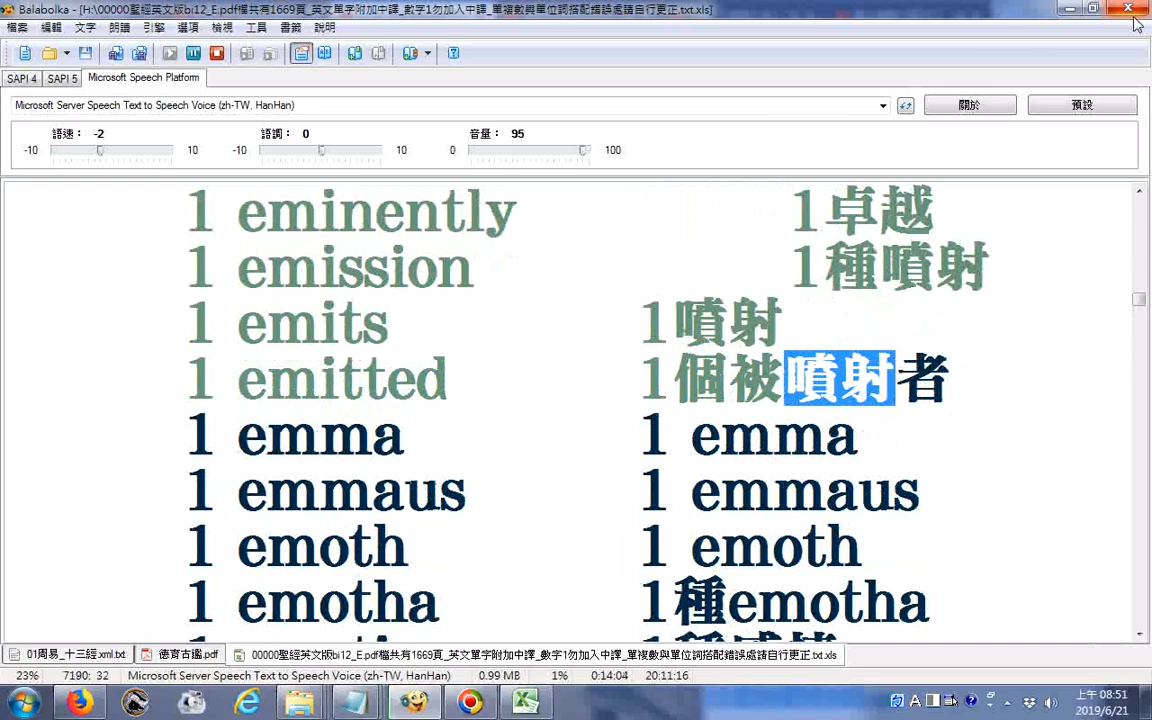 Balabolka - [H:\00000聖經英文版bi12_E.pdf檔共有1669頁_英文單字附加中譯_數字1勿加入中譯_單複數與單位詞搭配錯誤處請自行更正.txt.xls]
檔案 編輯 文字 朗讀 引擎 選項 檢視 工具 書籤 說明
SAPI 4 SAPI 5 Microsoft Speech Platform
Microsoft Server Speech Text to Speech Voice (zh-TW, HanHan) 關於 預設
語速： -2 語調： 0 音量： 95
-10 10 -10 10 0 100
1 eminently 1卓越
1 emission 1種噴射
1 emits 1噴射
1 emitted 1個被噴射者
1 emma 1 emma
1 emmaus 1 emmaus
1 emoth 1 emoth
1 emotha 1種emotha
01周易_十三經.xml.txt 德育古鑑.pdf 00000聖經英文版bi12_E.pdf檔共有1669頁_英文單字附加中譯_數字1勿加入中譯_單複數與單位詞搭配錯誤處請自行更正.txt.xls
23% 7190: 32 Microsoft Server Speech Text to Speech Voice (zh-TW, HanHan) 0.99 MB 1% 0:14:04 20:11:16
上午 08:51
2019/6/21